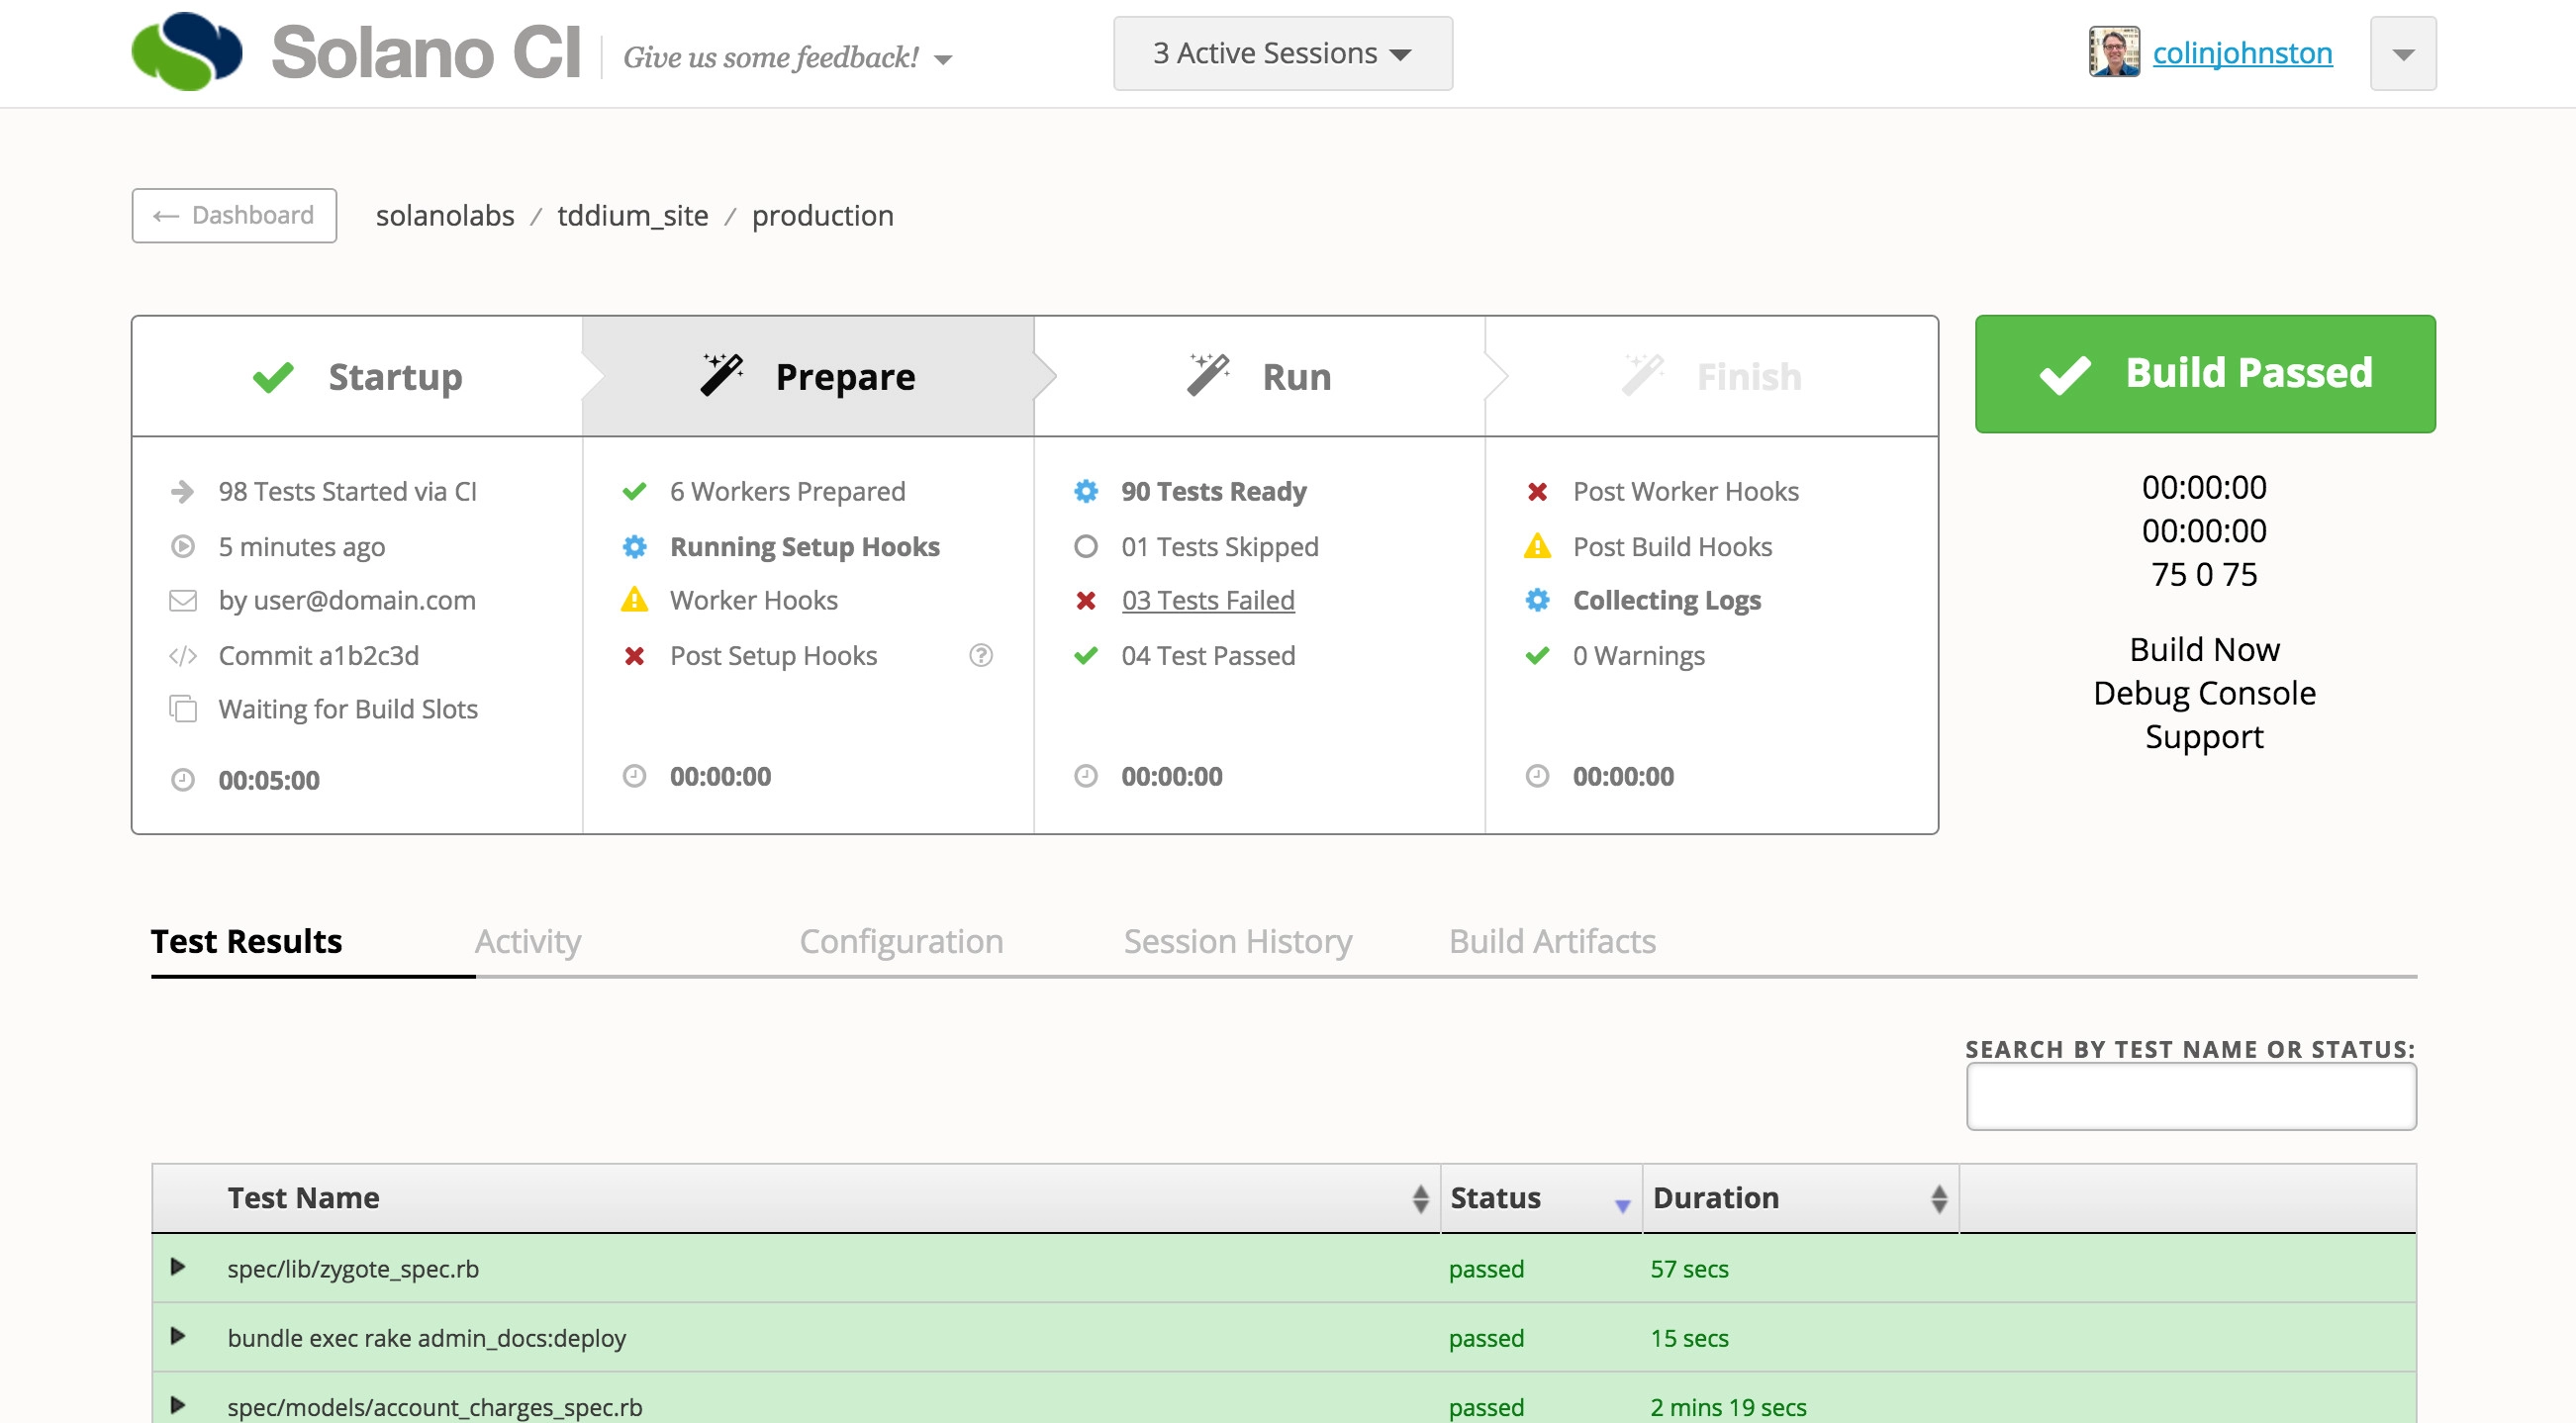 Solano CI
Give us some feedback!
3 Active Sessions
colinjohnston
← Dashboard
solanolabs / tddium_site / production
Startup
98 Tests Started via CI
5 minutes ago
by user@domain.com
Commit a1b2c3d
Waiting for Build Slots
00:05:00
Prepare
6 Workers Prepared
Running Setup Hooks
Worker Hooks
Post Setup Hooks ?
00:00:00
Run
90 Tests Ready
01 Tests Skipped
03 Tests Failed
04 Test Passed
00:00:00
Finish
Post Worker Hooks
Post Build Hooks
Collecting Logs
0 Warnings
00:00:00
Build Passed
00:00:00
00:00:00
75 0 75
Build Now
Debug Console
Support
Test Results Activity Configuration Session History Build Artifacts
SEARCH BY TEST NAME OR STATUS:
Test Name Status Duration
spec/lib/zygote_spec.rb passed 57 secs
bundle exec rake admin_docs:deploy passed 15 secs
spec/models/account_charges_spec.rb passed 2 mins 19 secs